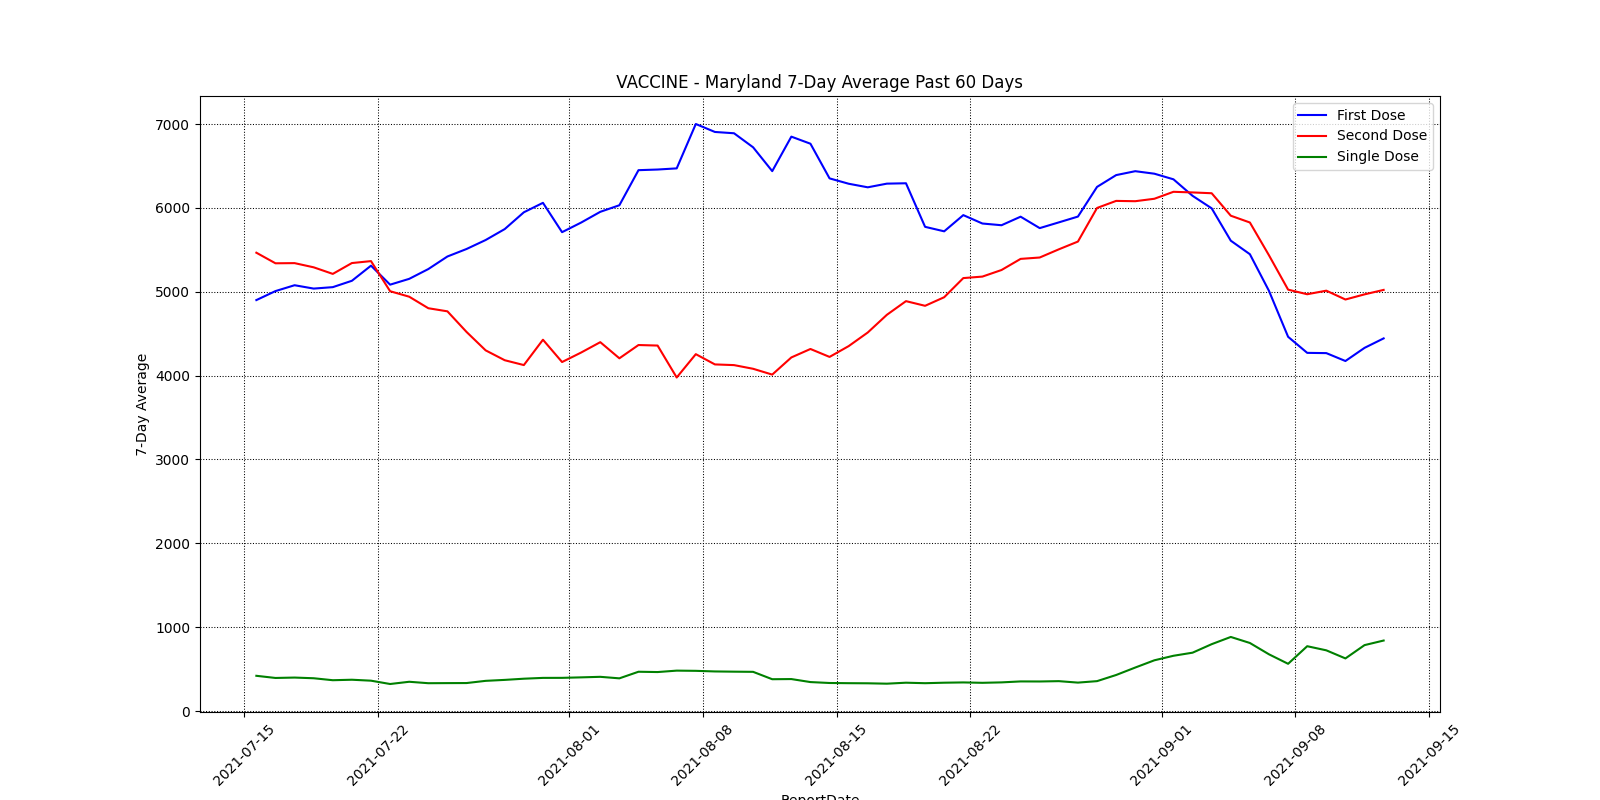 VACCINE - Maryland 7-Day Average Past 60 Days
First Dose
Second Dose
Single Dose
7-Day Average
7000
6000
5000
4000
3000
2000
1000
0
2021-07-15
2021-07-22
2021-08-01
2021-08-08
2021-08-15
2021-08-22
2021-09-01
2021-09-08
2021-09-15
ReportDate